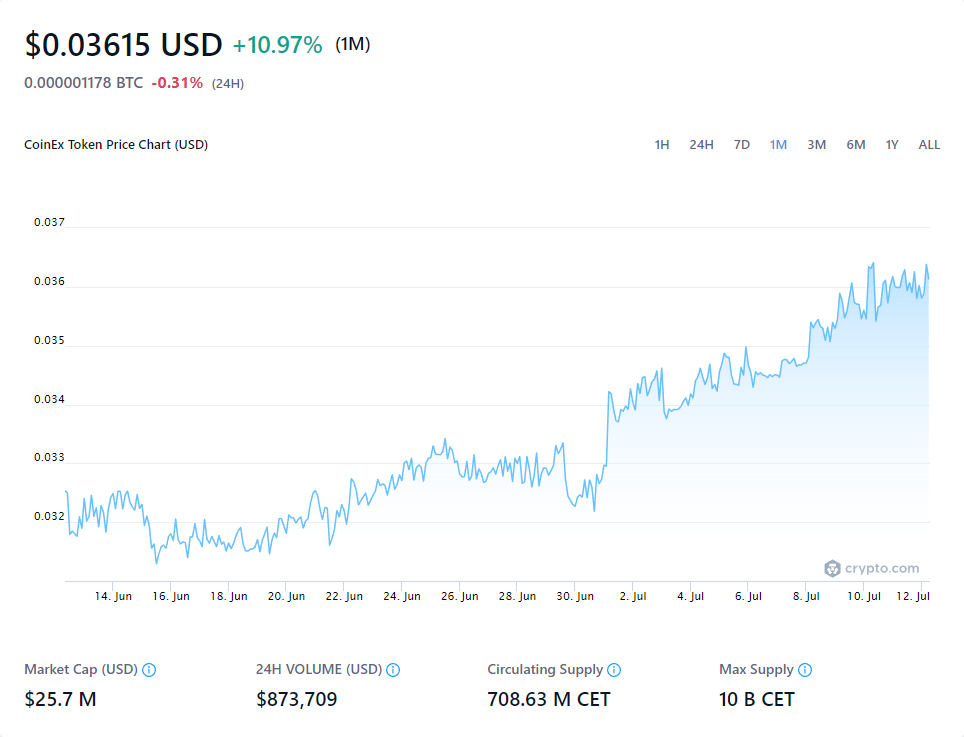 $0.03615 USD +10.97% (1M)
0.000001178 BTC -0.31% (24H)
CoinEx Token Price Chart (USD) 1H 24H 7D 1M 3M 6M 1Y ALL
0.037
0.036
0.035
0.034
0.033
0.032
crypto.com
14. Jun 16. Jun 18. Jun 20. Jun 22. Jun 24. Jun 26. Jun 28. Jun 30. Jun 2. Jul 4. Jul 6. Jul 8. Jul 10. Jul 12. Jul
Market Cap (USD) 24H VOLUME (USD) Circulating Supply Max Supply
$25.7 M $873,709 708.63 M CET 10 B CET